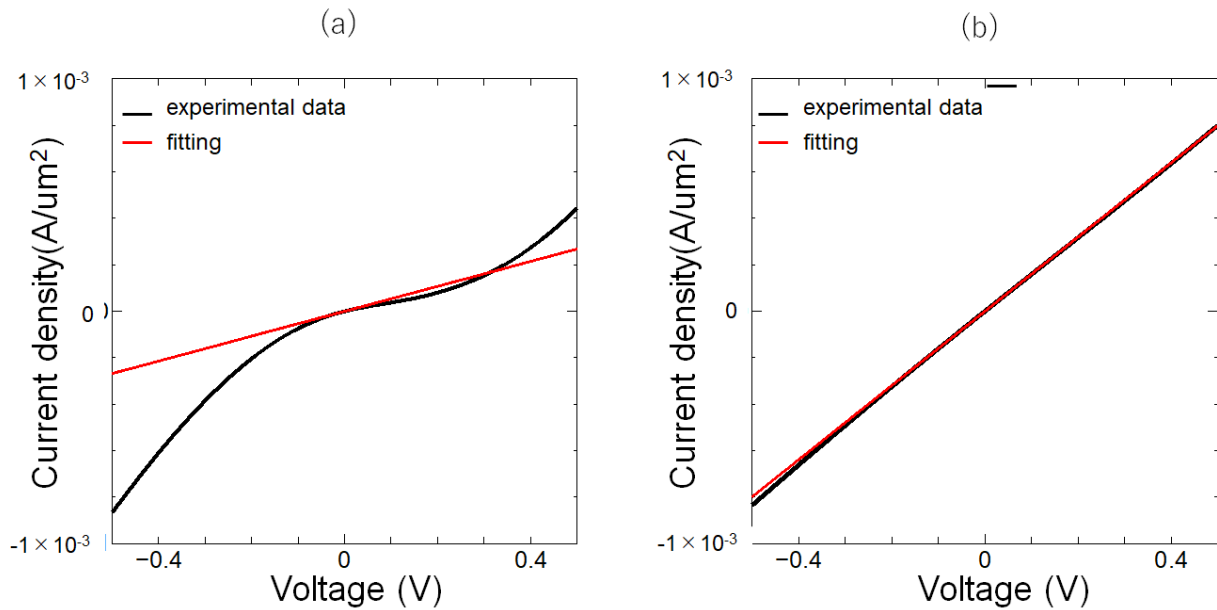 (a)
1×10-3
experimental data
fitting
Current density(A/um2)
0 )
-1×10-3
−0.4
0
0.4
Voltage (V)
(b)
1×10-3
experimental data
fitting
Current density(A/um2)
0
-1×10-3
−0.4
0
0.4
Voltage (V)